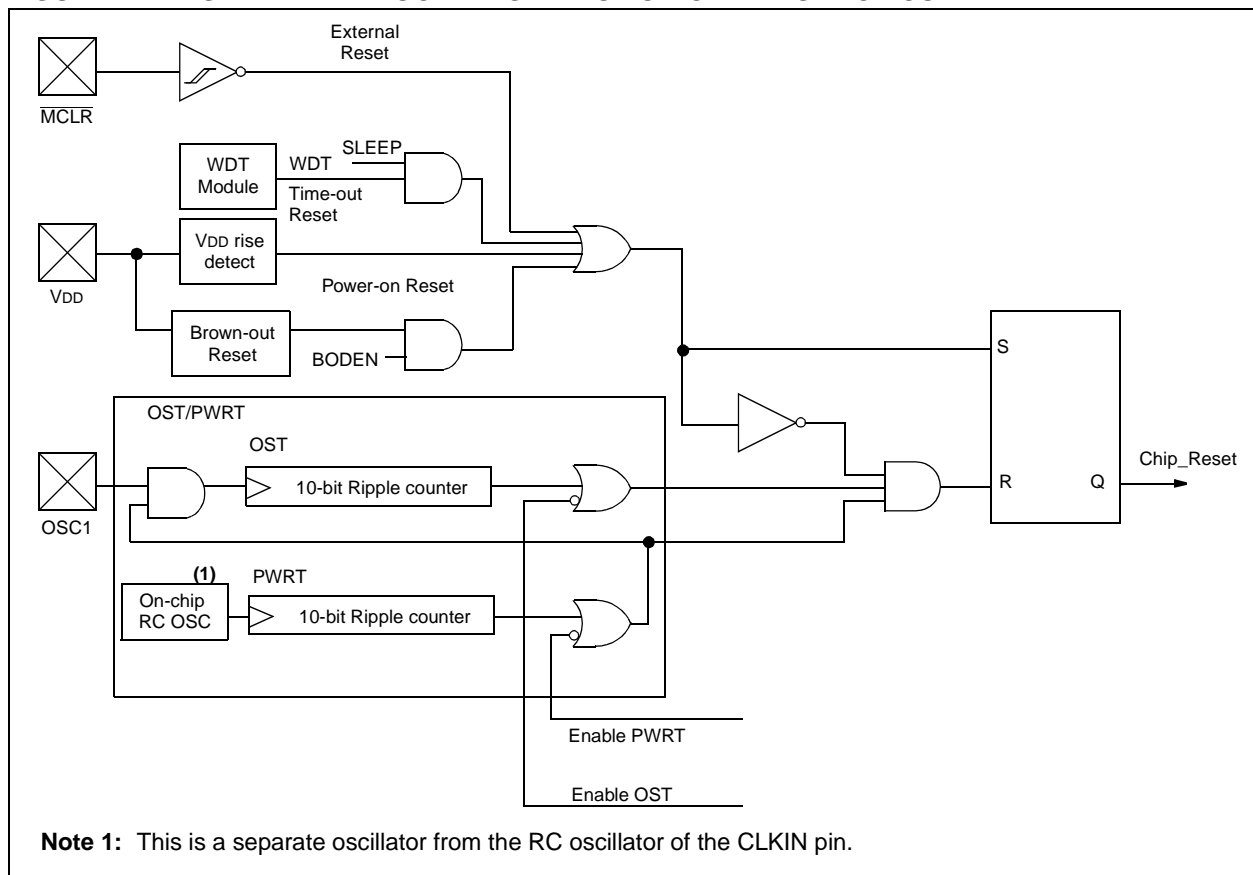 External
Reset
MCLR
SLEEP
WDT
Module
WDT
Time-out
Reset
VDD rise
detect
VDD
Power-on Reset
Brown-out
Reset
BODEN
S
OST/PWRT
OST
10-bit Ripple counter
OSC1
Chip_Reset
R
Q
(1)
PWRT
On-chip
RC OSC
10-bit Ripple counter
Enable PWRT
Enable OST
Note 1: This is a separate oscillator from the RC oscillator of the CLKIN pin.